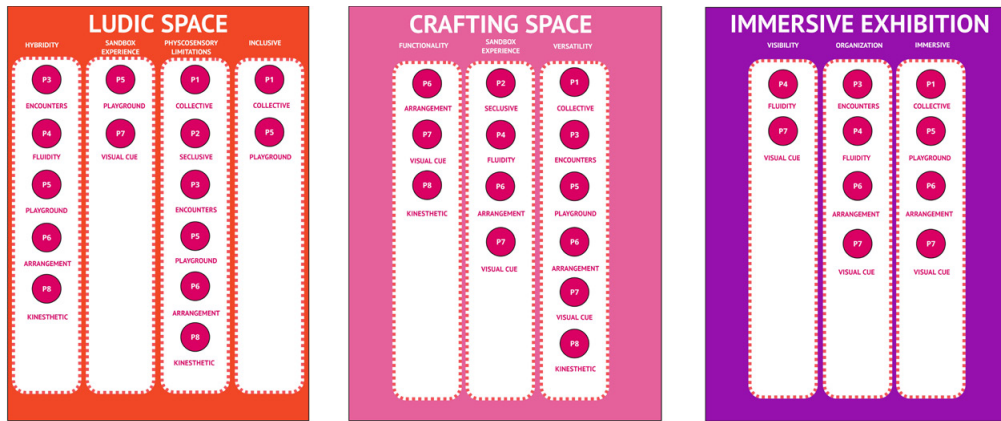 LUDIC SPACE
HYBRIDITY
P3
ENCOUNTERS
P4
FLUIDITY
P5
PLAYGROUND
P6
ARRANGEMENT
P8
KINESTHETIC
SANDBOX
EXPERIENCE
P5
PLAYGROUND
P7
VISUAL CUE
PHYSCOSENSORY
LIMITATIONS
P1
COLLECTIVE
P2
SECLUSIVE
P3
ENCOUNTERS
P5
PLAYGROUND
P6
ARRANGEMENT
P8
KINESTHETIC
INCLUSIVE
P1
COLLECTIVE
P5
PLAYGROUND
CRAFTING SPACE
FUNCTIONALITY
P6
ARRANGEMENT
P7
VISUAL CUE
P8
KINESTHETIC
SANDBOX
EXPERIENCE
P2
SECLUSIVE
P4
FLUIDITY
P6
ARRANGEMENT
P7
VISUAL CUE
VERSATILITY
P1
COLLECTIVE
P3
ENCOUNTERS
P5
PLAYGROUND
P6
ARRANGEMENT
P7
VISUAL CUE
P8
KINESTHETIC
IMMERSIVE EXHIBITION
VISIBILITY
P4
FLUIDITY
P7
VISUAL CUE
ORGANIZATION
P3
ENCOUNTERS
P4
FLUIDITY
P6
ARRANGEMENT
P7
VISUAL CUE
IMMERSIVE
P1
COLLECTIVE
P5
PLAYGROUND
P6
ARRANGEMENT
P7
VISUAL CUE